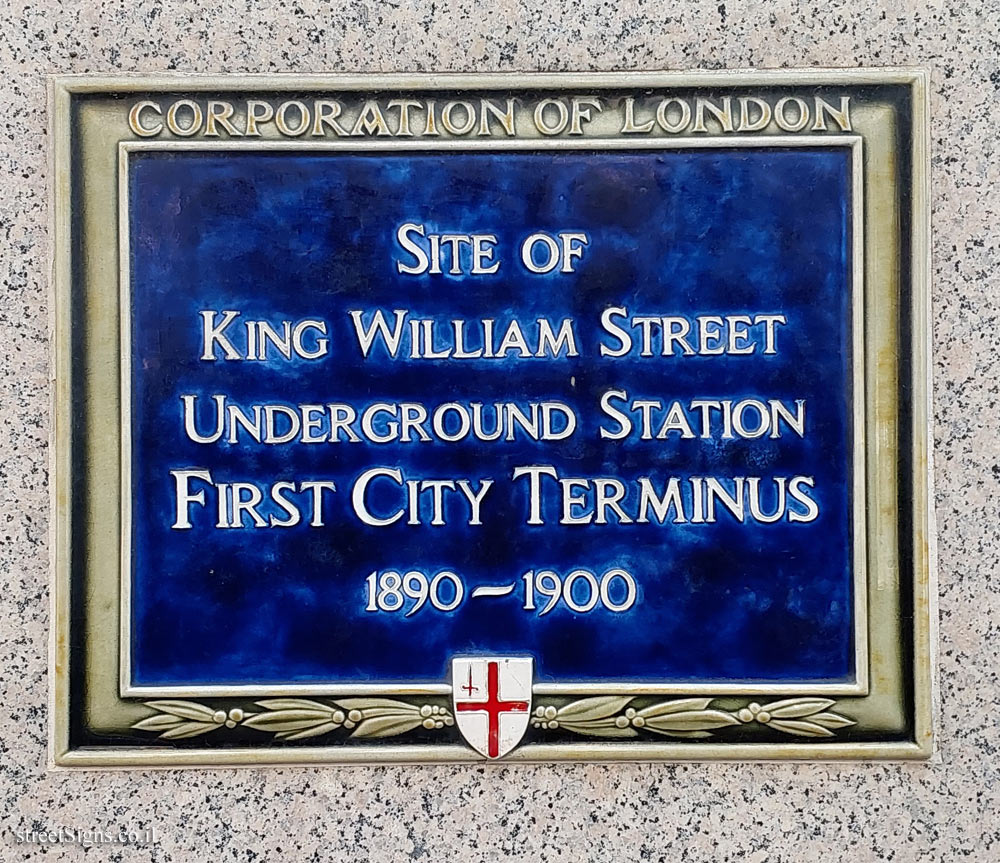 CORPORATION OF LONDON
SITE OF
KING WILLIAM STREET
UNDERGROUND STATION
FIRST CITY TERMINUS
1890 – 1900
streetSigns.co.il